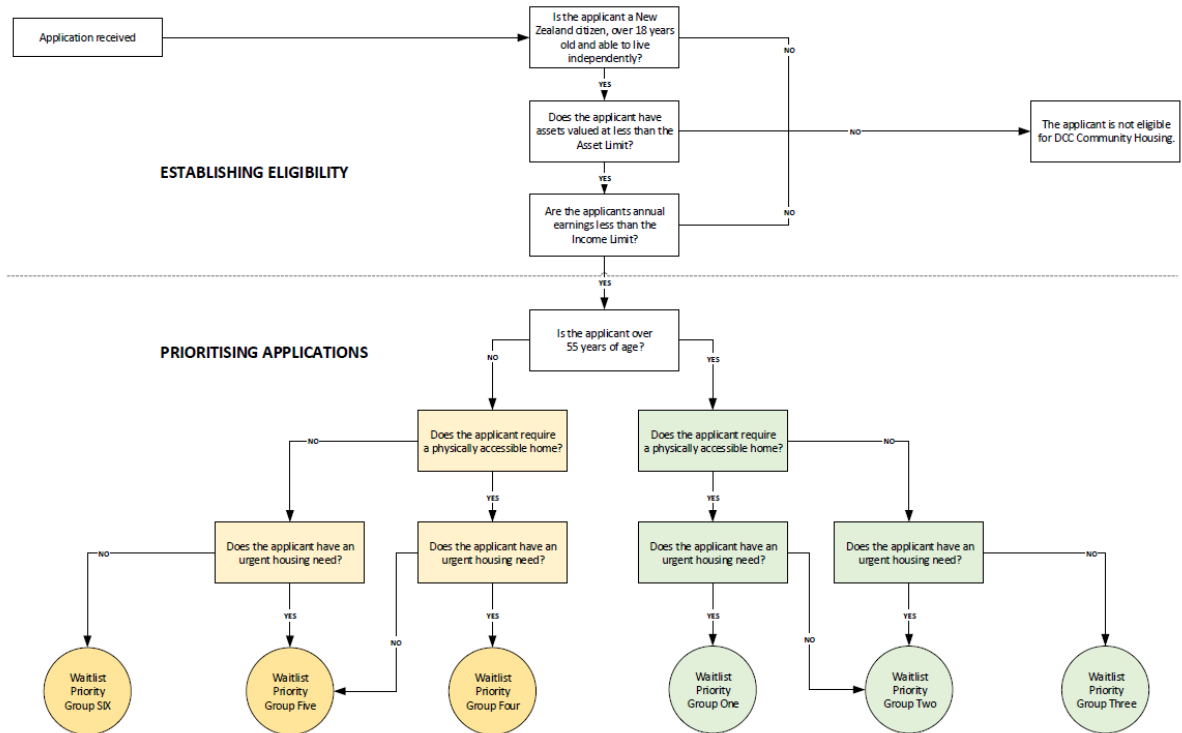 Application received
Is the applicant a New
Zealand citizen, over 18 years
old and able to live
independently?
NO
YES
Does the applicant have
assets valued at less than the
Asset Limit?
NO
The applicant is not eligible
for DCC Community Housing.
ESTABLISHING ELIGIBILITY
YES
Are the applicants annual
earnings less than the
Income Limit?
NO
YES
Is the applicant over
55 years of age?
PRIORITISING APPLICATIONS
NO
YES
Does the applicant require
a physically accessible home?
NO
YES
Does the applicant require
a physically accessible home?
NO
YES
Does the applicant have an
urgent housing need?
NO
YES
Does the applicant have an
urgent housing need?
NO
YES
Does the applicant have an
urgent housing need?
YES
NO
Does the applicant have an
urgent housing need?
YES
NO
Waitlist
Priority
Group SIX
Waitlist
Priority
Group Five
Waitlist
Priority
Group Four
Waitlist
Priority
Group One
Waitlist
Priority
Group Two
Waitlist
Priority
Group Three